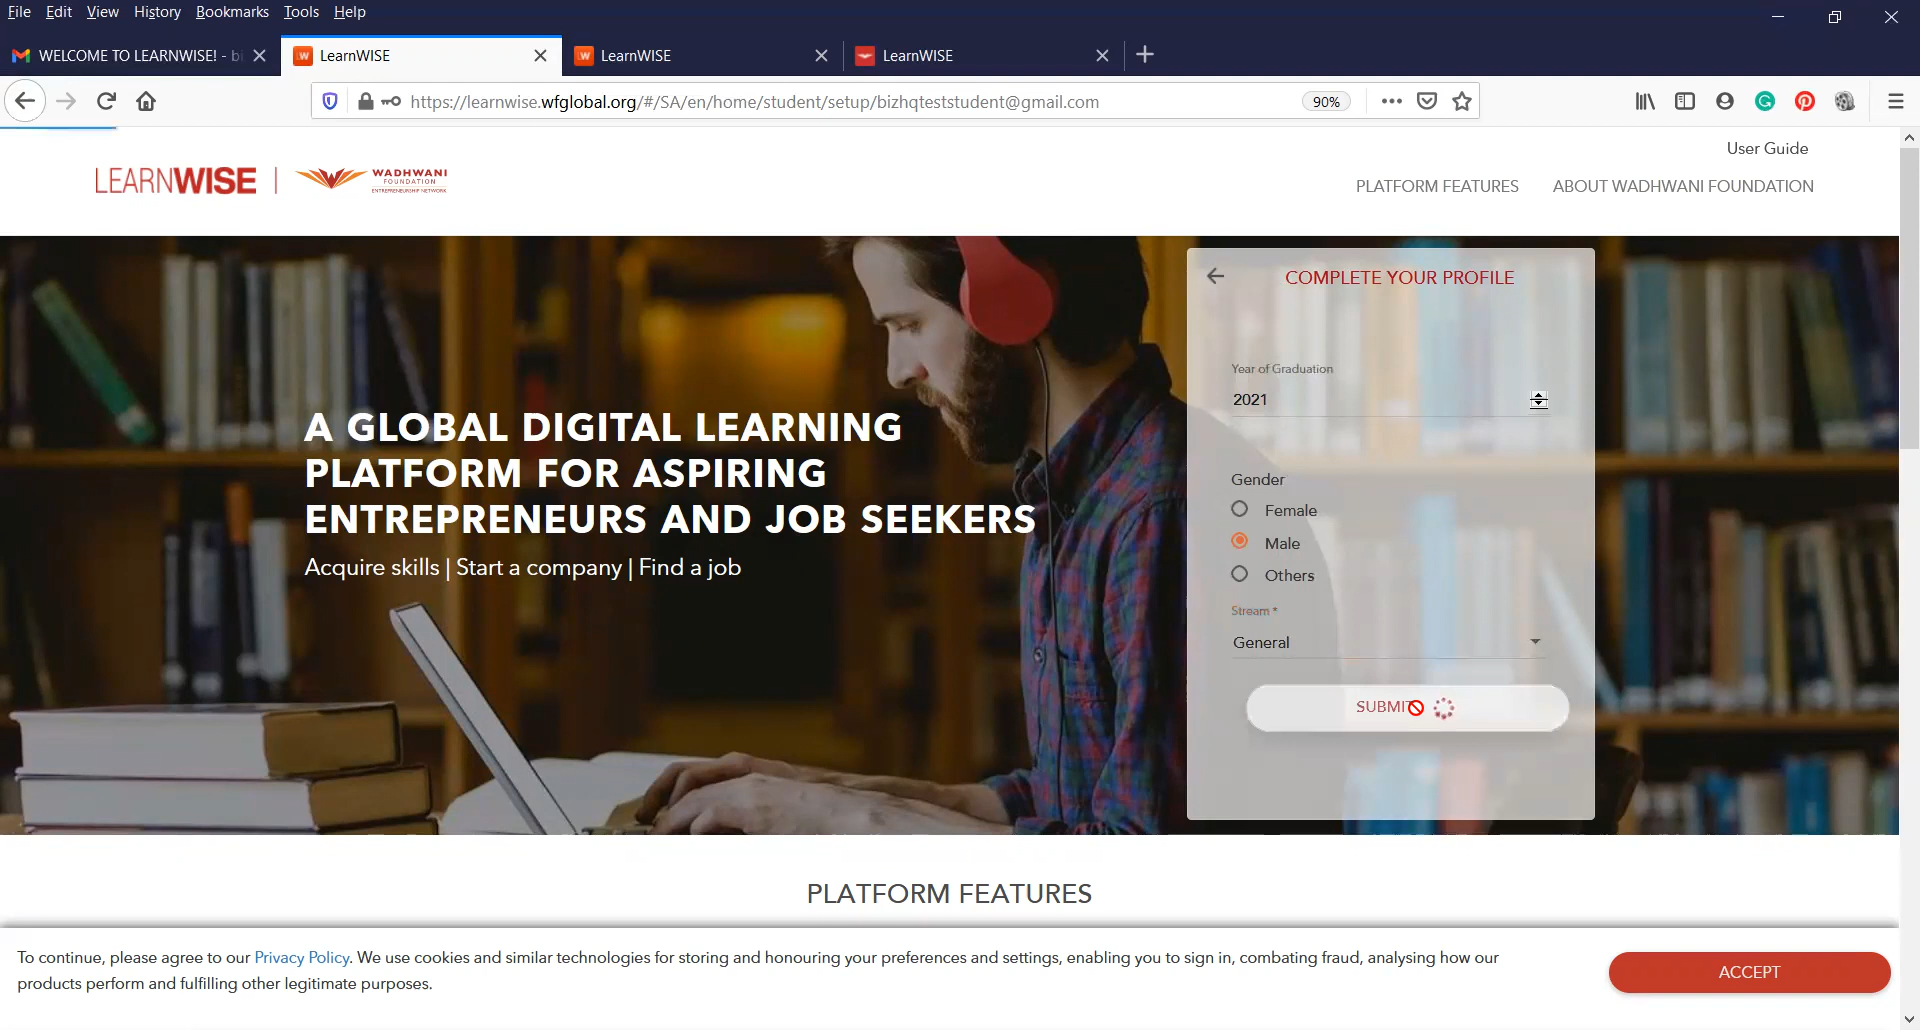 File Edit View History Bookmarks Tools Help
WELCOME TO LEARNWISE! - bi
LearnWISE
LearnWISE
LearnWISE
https://learnwise.wfglobal.org/#/SA/en/home/student/setup/bizhqteststudent@gmail.com
90%
User Guide
LEARNWISE
WADHWANI
FOUNDATION
ENTREPRENEURSHIP NETWORK
PLATFORM FEATURES
ABOUT WADHWANI FOUNDATION
COMPLETE YOUR PROFILE
Year of Graduation
2021
A GLOBAL DIGITAL LEARNING
PLATFORM FOR ASPIRING
ENTREPRENEURS AND JOB SEEKERS
Acquire skills | Start a company | Find a job
Gender
Female
Male
Others
Stream *
General
SUBMIT
PLATFORM FEATURES
To continue, please agree to our Privacy Policy. We use cookies and similar technologies for storing and honouring your preferences and settings, enabling you to sign in, combating fraud, analysing how our
products perform and fulfilling other legitimate purposes.
ACCEPT